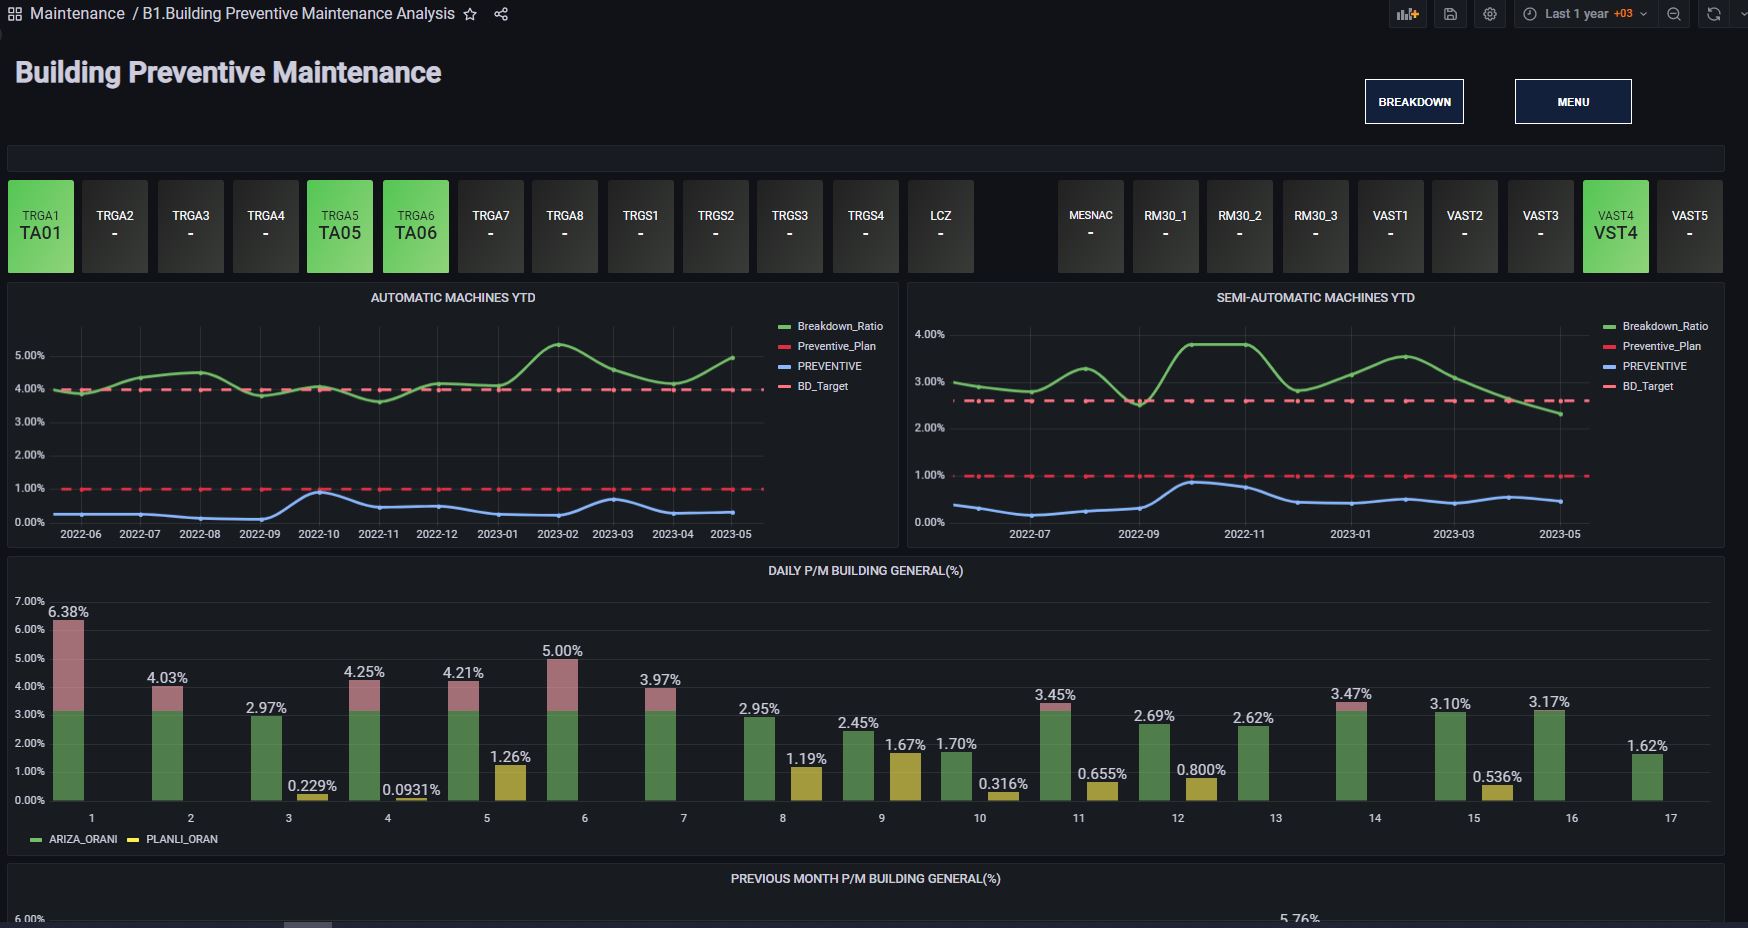 Maintenance / B1.Building Preventive Maintenance Analysis
Last 1 year +03
Building Preventive Maintenance
BREAKDOWN
MENU
TRGA1 TRGA2 TRGA3 TRGA4 TRGA5 TRGA6 TRGA7 TRGA8 TRGS1 TRGS2 TRGS3 TRGS4 LCZ MESNAC RM30_1 RM30_2 RM30_3 VAST1 VAST2 VAST3 VAST4 VAST5
TA01 - - - TA05 TA06 - - - - - - - - - - - - - - VST4 -
AUTOMATIC MACHINES YTD
5.00%
4.00%
3.00%
2.00%
1.00%
0.00%
2022-06 2022-07 2022-08 2022-09 2022-10 2022-11 2022-12 2023-01 2023-02 2023-03 2023-04 2023-05
Breakdown_Ratio
Preventive_Plan
PREVENTIVE
BD_Target
SEMI-AUTOMATIC MACHINES YTD
4.00%
3.00%
2.00%
1.00%
0.00%
2022-07 2022-09 2022-11 2023-01 2023-03 2023-05
Breakdown_Ratio
Preventive_Plan
PREVENTIVE
BD_Target
DAILY P/M BUILDING GENERAL(%)
7.00%
6.00%
5.00%
4.00%
3.00%
2.00%
1.00%
0.00%
6.38%
4.03%
2.97%
0.229%
4.25%
0.0931%
4.21%
1.26%
5.00%
3.97%
2.95%
1.19%
2.45%
1.67%
1.70%
0.316%
3.45%
0.655%
2.69%
0.800%
2.62%
3.47%
3.10%
0.536%
3.17%
1.62%
1 2 3 4 5 6 7 8 9 10 11 12 13 14 15 16 17
ARIZA_ORANI PLANLI_ORAN
PREVIOUS MONTH P/M BUILDING GENERAL(%)
6.00%
5.76%